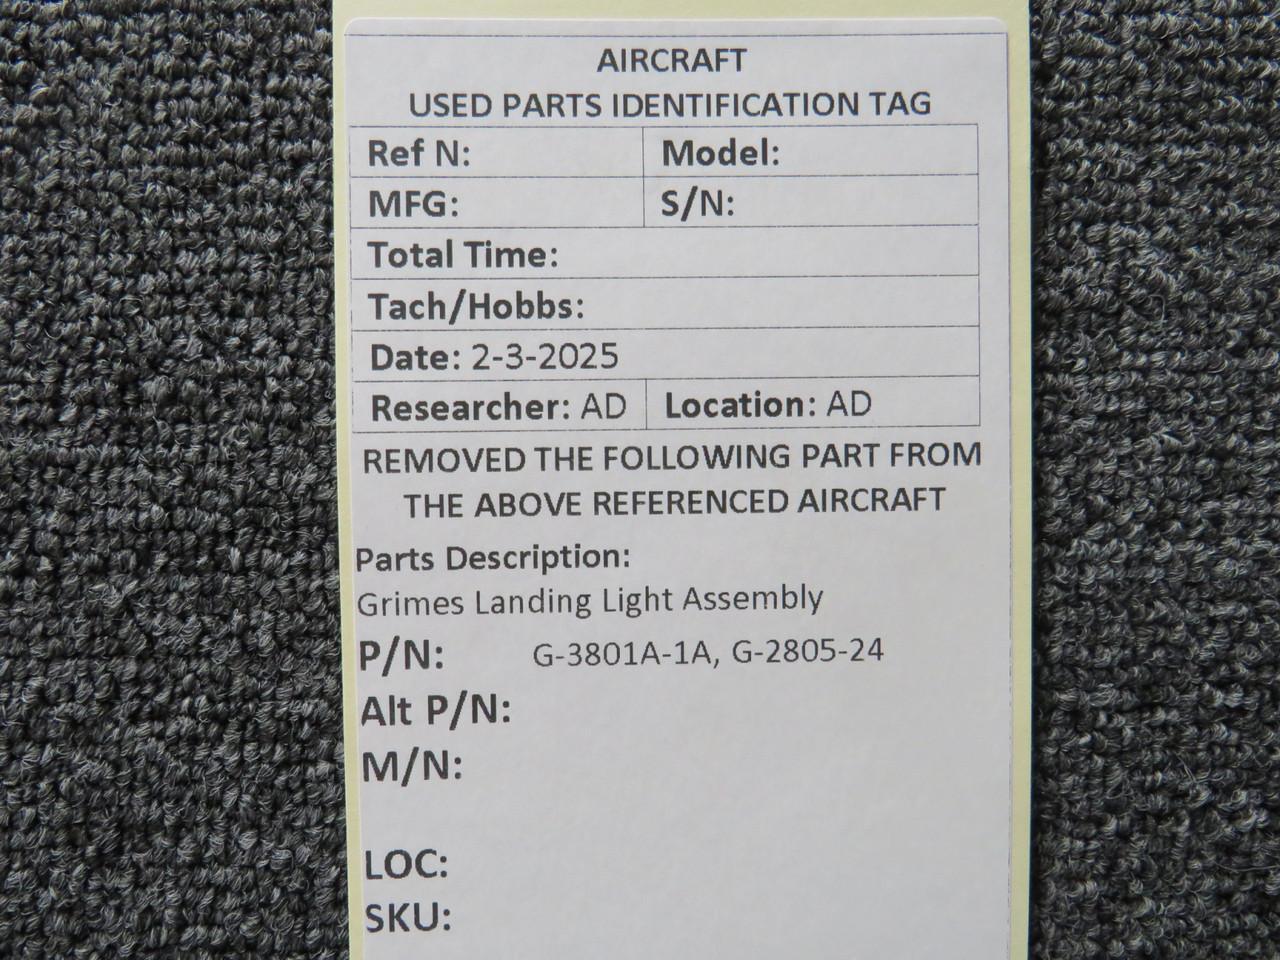 AIRCRAFT
USED PARTS IDENTIFICATION TAG
Ref N: Model:
MFG: S/N:
Total Time:
Tach/Hobbs:
Date: 2-3-2025
Researcher: AD Location: AD
REMOVED THE FOLLOWING PART FROM
THE ABOVE REFERENCED AIRCRAFT
Parts Description:
Grimes Landing Light Assembly
P/N: G-3801A-1A, G-2805-24
Alt P/N:
M/N:
LOC:
SKU: